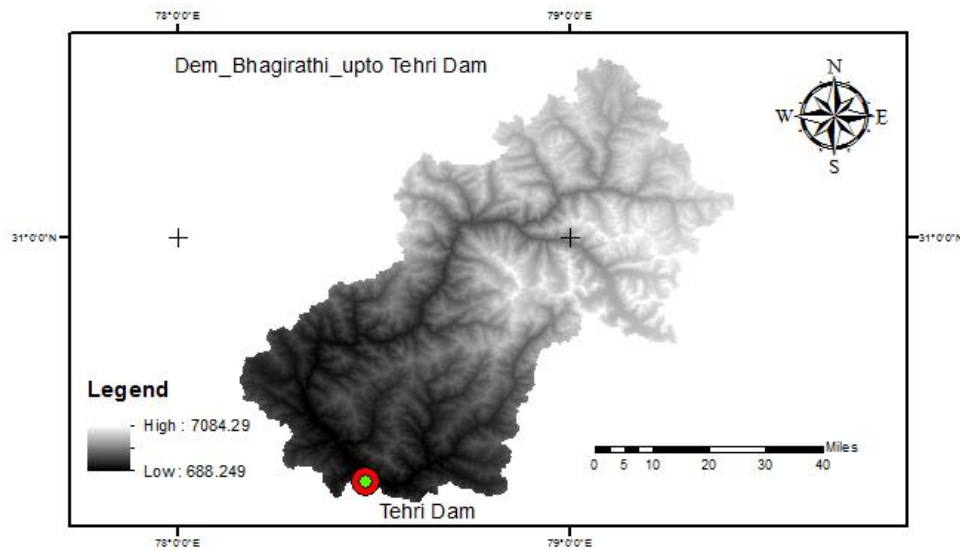 78°0'0"E 79°0'0"E
Dem_Bhagirathi_upto Tehri Dam
N
W E
S
31°0'0"N 31°0'0"N
Legend
High : 7084.29
Low : 688.249
Miles
0 5 10 20 30 40
Tehri Dam
78°0'0"E 79°0'0"E